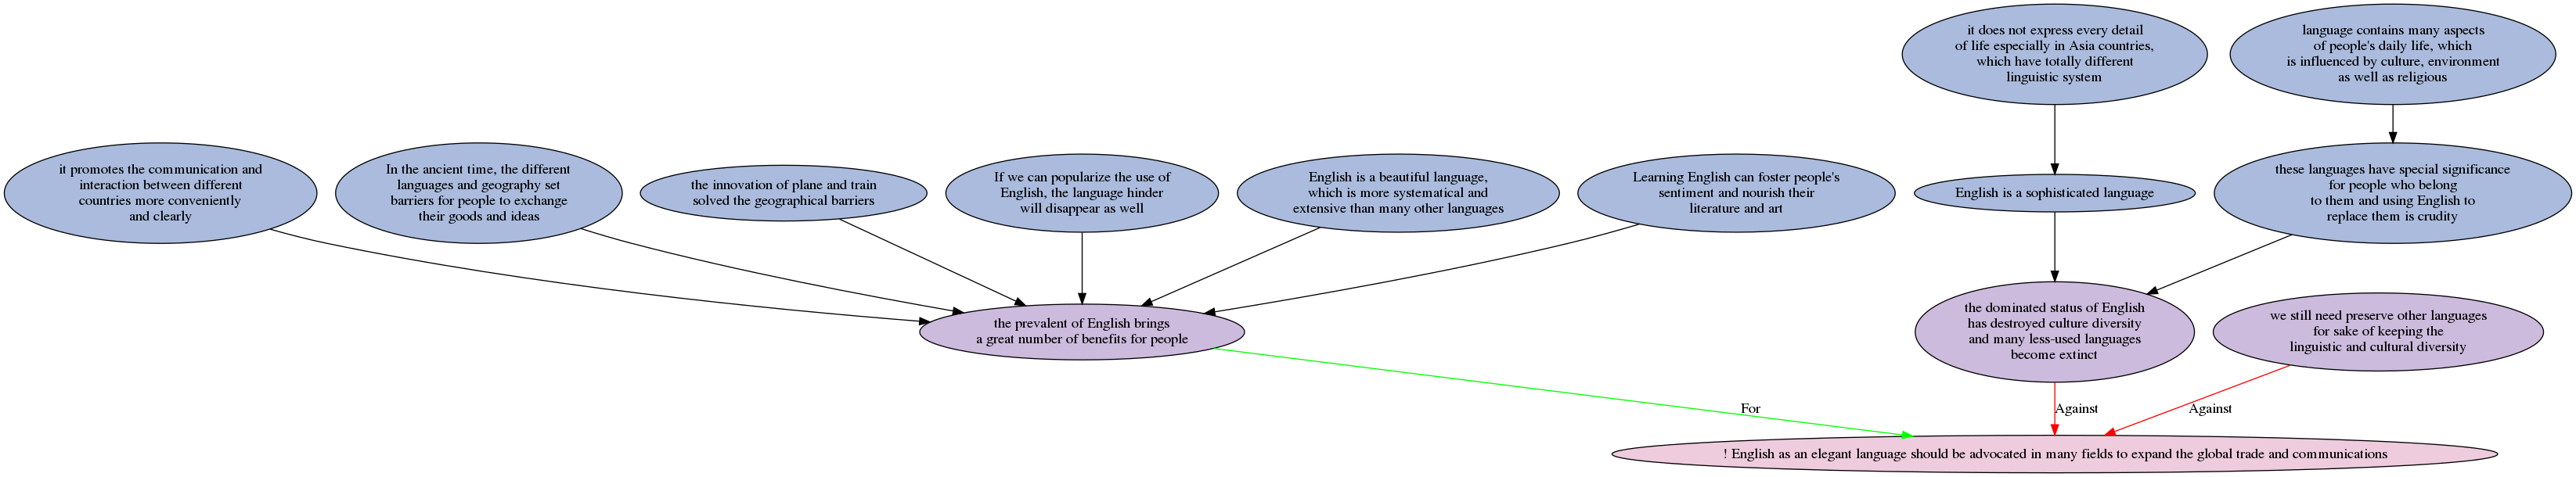 it does not express every detail
of life especially in Asia countries,
which have totally different
linguistic system
language contains many aspects
of people's daily life, which
is influenced by culture, environment
as well as religious
it promotes the communication and
interaction between different
countries more conveniently
and clearly
In the ancient time, the different
languages and geography set
barriers for people to exchange
their goods and ideas
the innovation of plane and train
solved the geographical barriers
If we can popularize the use of
English, the language hinder
will disappear as well
English is a beautiful language,
which is more systematical and
extensive than many other languages
Learning English can foster people's
sentiment and nourish their
literature and art
English is a sophisticated language
these languages have special significance
for people who belong
to them and using English to
replace them is crudity
the prevalent of English brings
a great number of benefits for people
the dominated status of English
has destroyed culture diversity
and many less-used languages
become extinct
we still need preserve other languages
for sake of keeping the
linguistic and cultural diversity
For
Against
Against
! English as an elegant language should be advocated in many fields to expand the global trade and communications